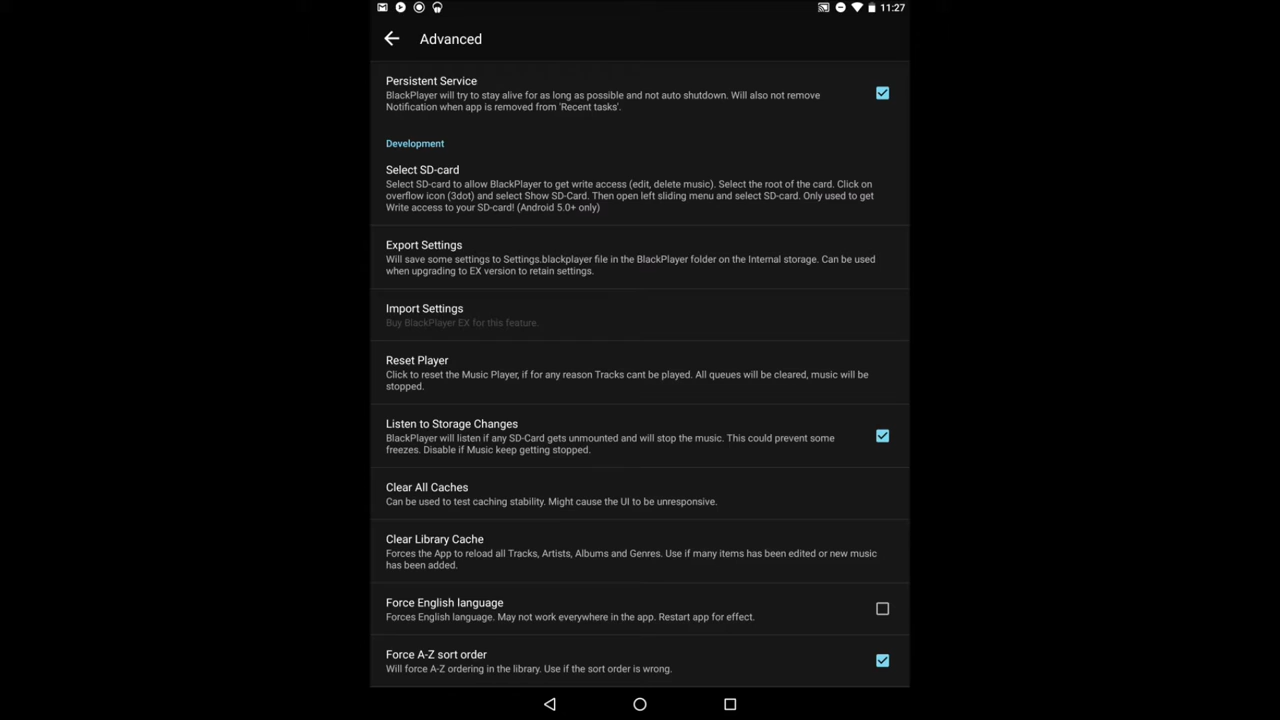 11:27
Advanced
Persistent Service
BlackPlayer will try to stay alive for as long as possible and not auto shutdown. Will also not remove
Notification when app is removed from 'Recent tasks'.
Development
Select SD-card
Select SD-card to allow BlackPlayer to get write access (edit, delete music). Select the root of the card. Click on
overflow icon (3dot) and select Show SD-Card. Then open left sliding menu and select SD-card. Only used to get
Write access to your SD-card! (Android 5.0+ only)
Export Settings
Will save some settings to Settings.blackplayer file in the BlackPlayer folder on the Internal storage. Can be used
when upgrading to EX version to retain settings.
Import Settings
Buy BlackPlayer EX for this feature.
Reset Player
Click to reset the Music Player, if for any reason Tracks cant be played. All queues will be cleared, music will be
stopped.
Listen to Storage Changes
BlackPlayer will listen if any SD-Card gets unmounted and will stop the music. This could prevent some
freezes. Disable if Music keep getting stopped.
Clear All Caches
Can be used to test caching stability. Might cause the UI to be unresponsive.
Clear Library Cache
Forces the App to reload all Tracks, Artists, Albums and Genres. Use if many items has been edited or new music
has been added.
Force English language
Forces English language. May not work everywhere in the app. Restart app for effect.
Force A-Z sort order
Will force A-Z ordering in the library. Use if the sort order is wrong.